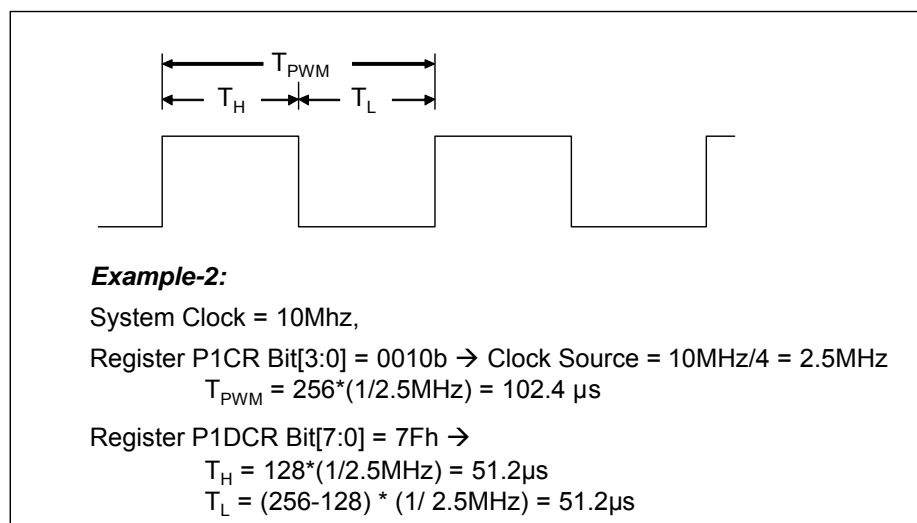 T_PWM
T_H T_L
Example-2:
System Clock = 10Mhz,
Register P1CR Bit[3:0] = 0010b → Clock Source = 10MHz/4 = 2.5MHz
T_PWM = 256*(1/2.5MHz) = 102.4 µs
Register P1DCR Bit[7:0] = 7Fh →
T_H = 128*(1/2.5MHz) = 51.2µs
T_L = (256-128) * (1/ 2.5MHz) = 51.2µs